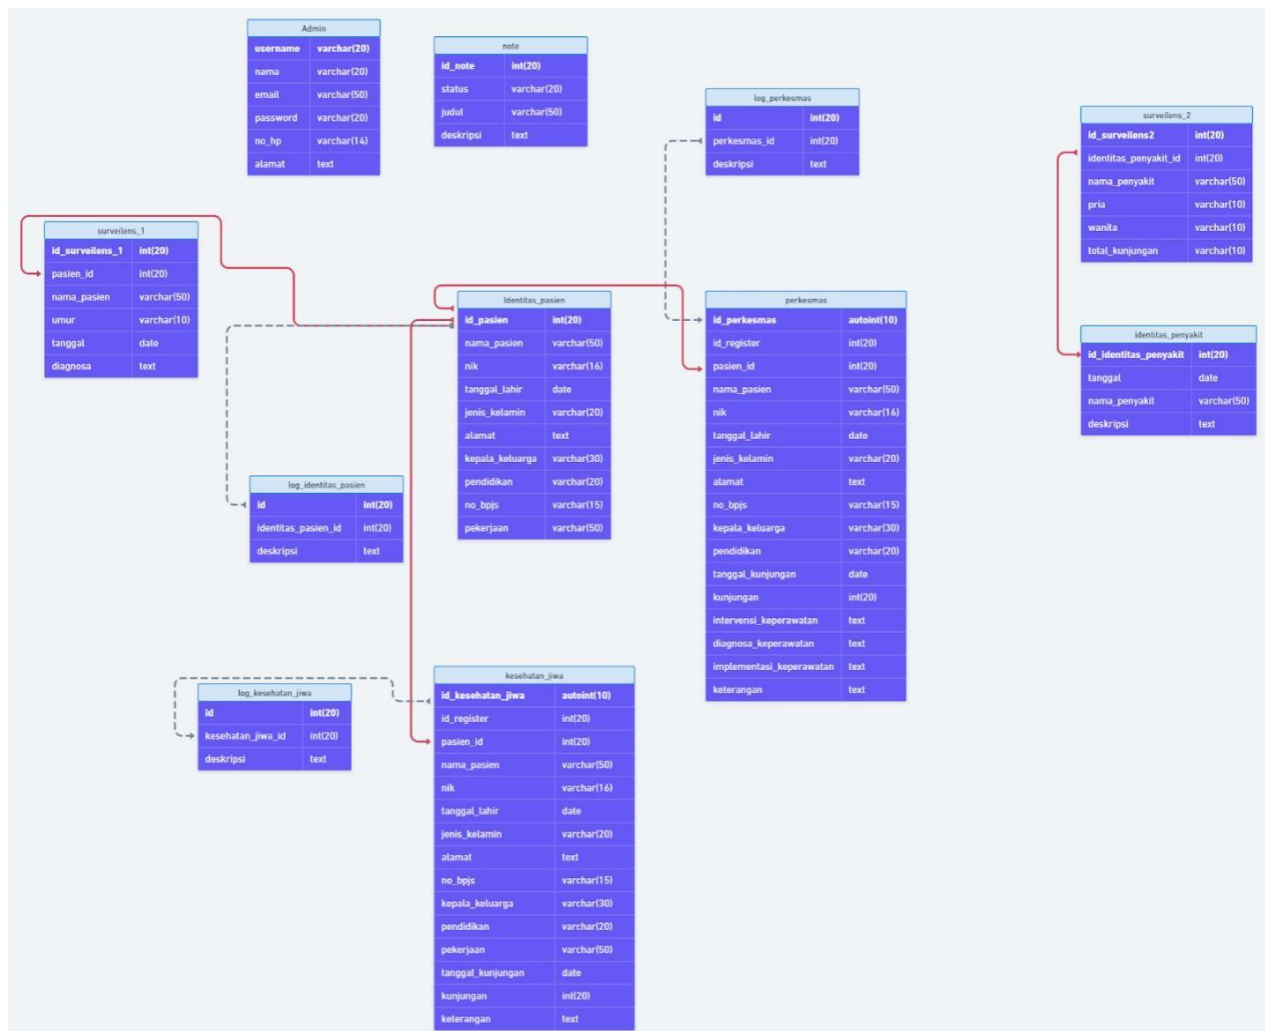 Admin
username varchar(20)
nama varchar(20)
email varchar(50)
password varchar(20)
no_hp varchar(14)
alamat text
note
id_note int(20)
status varchar(20)
judul varchar(50)
deskripsi text
log_perkesmas
id int(20)
perkesmas_id int(20)
deskripsi text
surveilens_2
id_surveilens2 int(20)
identitas_penyakit_id int(20)
nama_penyakit varchar(50)
pria varchar(10)
wanita varchar(10)
total_kunjungan varchar(10)
surveilens_1
id_surveilens_1 int(20)
pasien_id int(20)
nama_pasien varchar(50)
umur varchar(10)
tanggal date
diagnosa text
Identitas_pasien
id_pasien int(20)
nama_pasien varchar(50)
nik varchar(16)
tanggal_lahir date
jenis_kelamin varchar(20)
alamat text
kepala_keluarga varchar(30)
pendidikan varchar(20)
no_bpjs varchar(15)
pekerjaan varchar(50)
perkesmas
id_perkesmas autoint(10)
id_register int(20)
pasien_id int(20)
nama_pasien varchar(50)
nik varchar(16)
tanggal_lahir date
jenis_kelamin varchar(20)
alamat text
no_bpjs varchar(15)
kepala_keluarga varchar(30)
pendidikan varchar(20)
tanggal_kunjungan date
kunjungan int(20)
intervensi_keperawatan text
diagnosa_keperawatan text
implementasi_keperawatan text
keterangan text
identitas_penyakit
id_identitas_penyakit int(20)
tanggal date
nama_penyakit varchar(50)
deskripsi text
log_identitas_pasien
id int(20)
identitas_pasien_id int(20)
deskripsi text
log_kesehatan_jiwa
id int(20)
kesehatan_jiwa_id int(20)
deskripsi text
kesehatan_jiwa
id_kesehatan_jiwa autoint(10)
id_register int(20)
pasien_id int(20)
nama_pasien varchar(50)
nik varchar(16)
tanggal_lahir date
jenis_kelamin varchar(20)
alamat text
no_bpjs varchar(15)
kepala_keluarga varchar(30)
pendidikan varchar(20)
pekerjaan varchar(50)
tanggal_kunjungan date
kunjungan int(20)
keterangan text